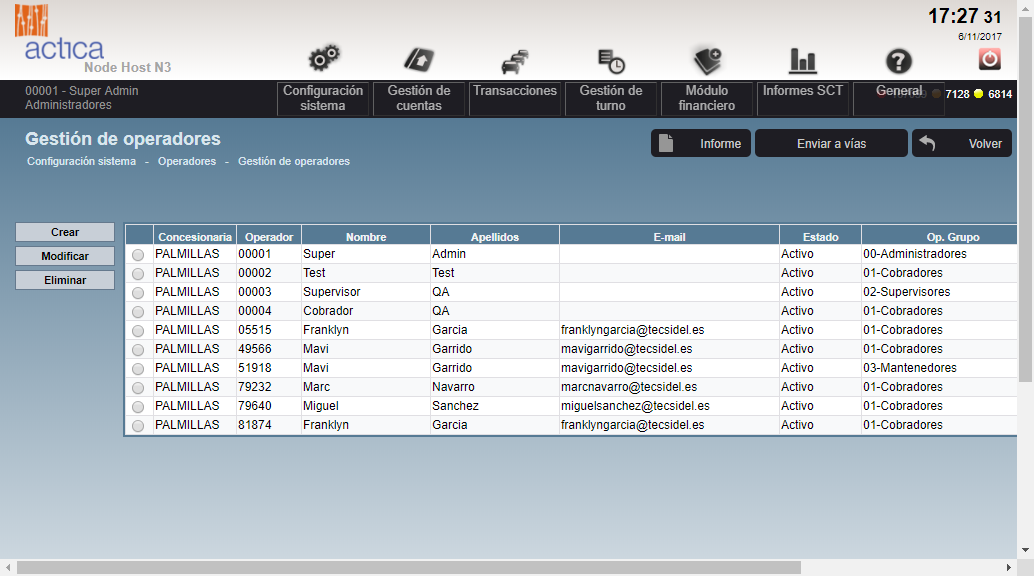 17:27 31
6/11/2017
actica
Node Host N3
00001 - Super Admin
Administradores
Configuración sistema
Gestión de cuentas
Transacciones
Gestión de turno
Módulo financiero
Informes SCT
General
7128 6814
Gestión de operadores
Configuración sistema - Operadores - Gestión de operadores
Informe
Enviar a vías
Volver
Crear
Modificar
Eliminar
Concesionaria Operador Nombre Apellidos E-mail Estado Op. Grupo
PALMILLAS 00001 Super Admin Activo 00-Administradores
PALMILLAS 00002 Test Test Activo 01-Cobradores
PALMILLAS 00003 Supervisor QA Activo 02-Supervisores
PALMILLAS 00004 Cobrador QA Activo 01-Cobradores
PALMILLAS 05515 Franklyn Garcia franklyngarcia@tecsidel.es Activo 01-Cobradores
PALMILLAS 49566 Mavi Garrido mavigarrido@tecsidel.es Activo 01-Cobradores
PALMILLAS 51918 Mavi Garrido mavigarrido@tecsidel.es Activo 03-Mantenedores
PALMILLAS 79232 Marc Navarro marcnavarro@tecsidel.es Activo 01-Cobradores
PALMILLAS 79640 Miguel Sanchez miguelsanchez@tecsidel.es Activo 01-Cobradores
PALMILLAS 81874 Franklyn Garcia franklyngarcia@tecsidel.es Activo 01-Cobradores